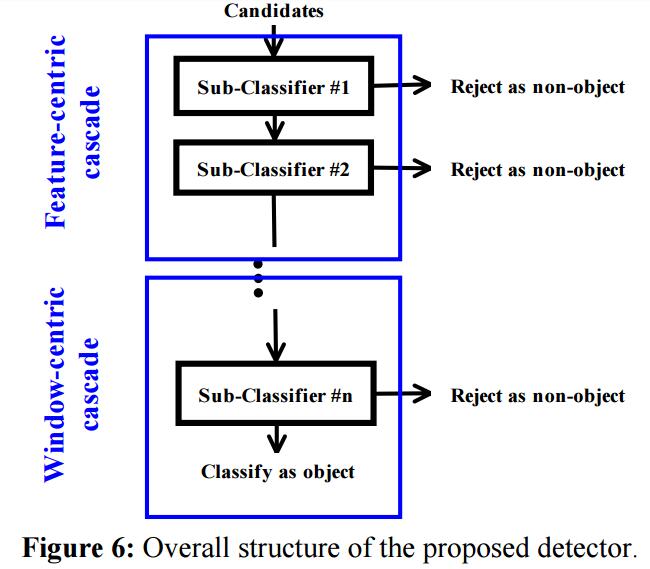 Candidates
Feature-centric
cascade
Sub-Classifier #1
Reject as non-object
Sub-Classifier #2
Reject as non-object
Window-centric
cascade
Sub-Classifier #n
Reject as non-object
Classify as object
Figure 6: Overall structure of the proposed detector.